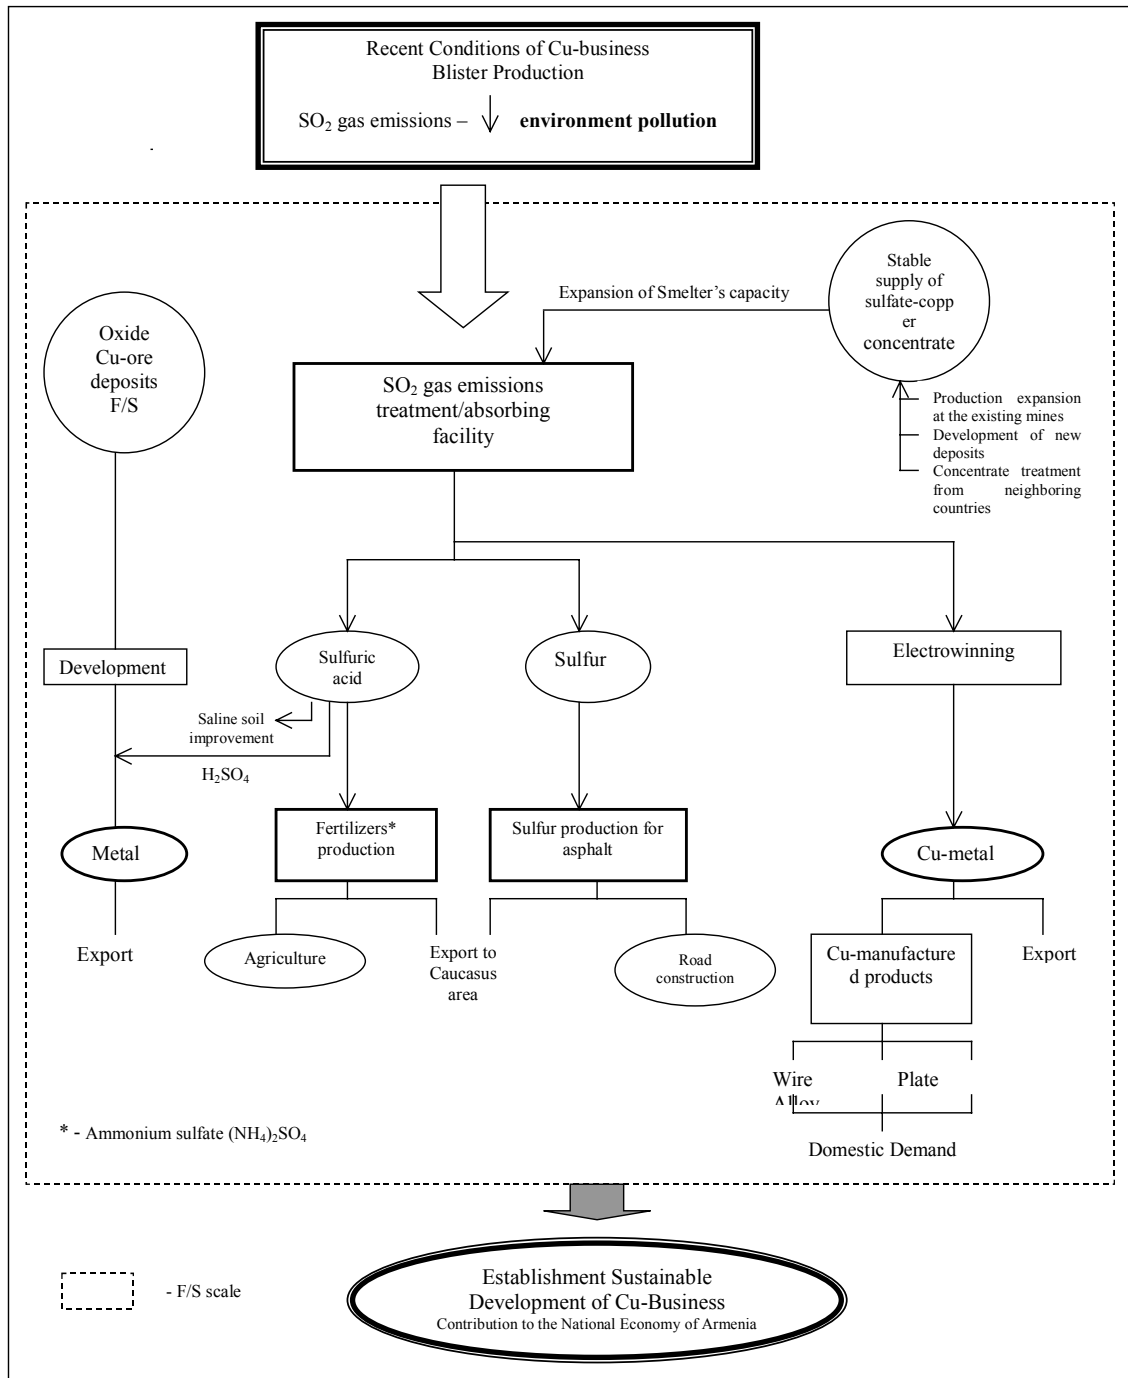 Recent Conditions of Cu-business
Blister Production
SO₂ gas emissions – environment pollution
Stable
supply of
sulfate-copp
er
concentrate
Expansion of Smelter's capacity
Oxide
Cu-ore
deposits
F/S
SO₂ gas emissions
treatment/absorbing
facility
Production expansion
at the existing mines
Development of new
deposits
Concentrate treatment
from neighboring
countries
Development
Sulfuric
acid
Sulfur
Electrowinning
Saline soil
improvement
H₂SO₄
Metal
Fertilizers*
production
Sulfur production for
asphalt
Cu-metal
Export
Agriculture
Export to
Caucasus
area
Road
construction
Cu-manufacture
d products
Export
Wire
Plate
Alloy
* - Ammonium sulfate (NH₄)₂SO₄
Domestic Demand
- F/S scale
Establishment Sustainable
Development of Cu-Business
Contribution to the National Economy of Armenia